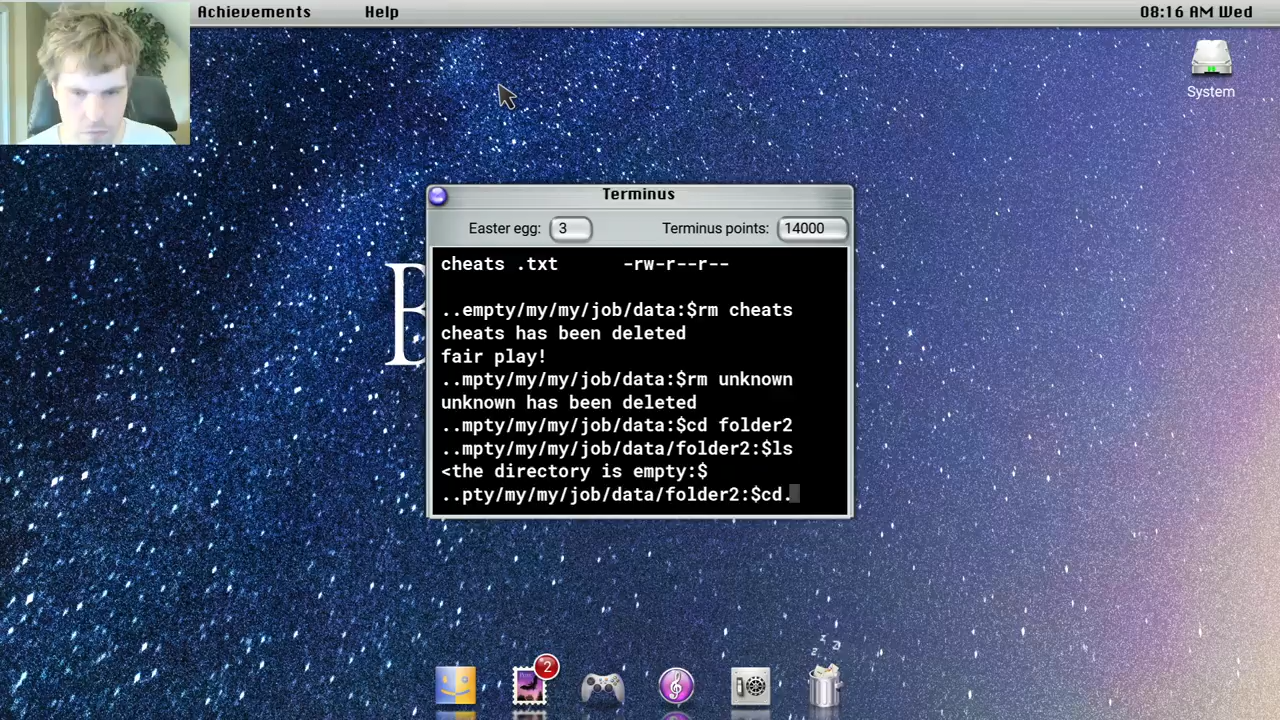 Achievements Help 08:16 AM Wed
System
Terminus
Easter egg: 3 Terminus points: 14000
cheats .txt -rw-r--r--
..empty/my/my/job/data:$rm cheats
cheats has been deleted
fair play!
..mpty/my/my/job/data:$rm unknown
unknown has been deleted
..mpty/my/my/job/data:$cd folder2
..mpty/my/my/job/data/folder2:$ls
<the directory is empty:$
..pty/my/my/job/data/folder2:$cd.
2